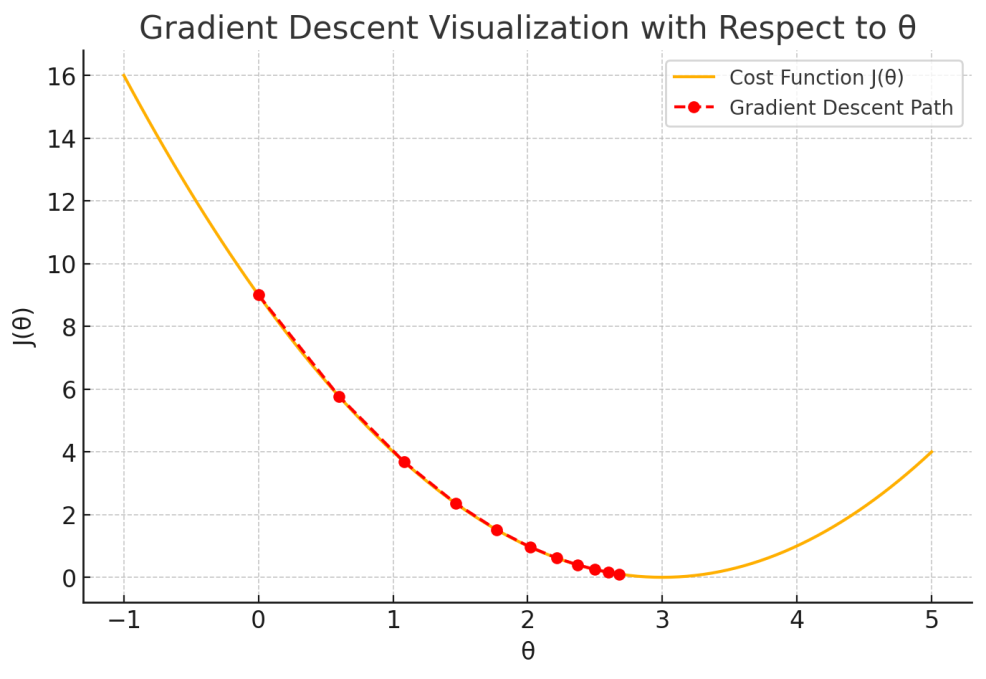 Gradient Descent Visualization with Respect to θ
Cost Function J(θ)
Gradient Descent Path
16
14
12
10
8
6
4
2
0
J(θ)
−1 0 1 2 3 4 5
θ